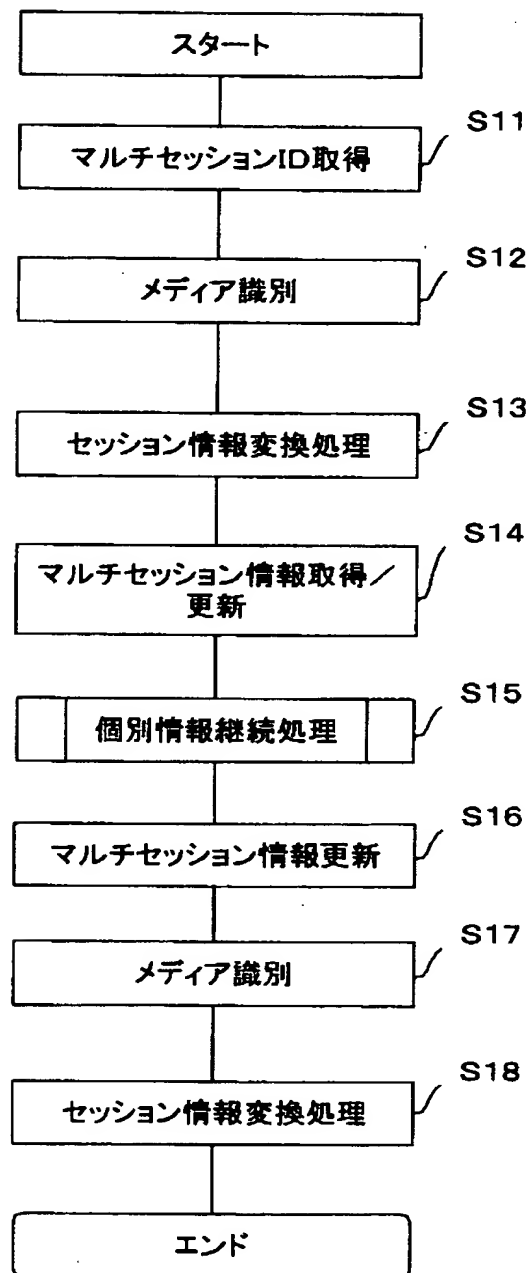 スタート
S11
マルチセッションID取得
S12
メディア識別
S13
セッション情報変換処理
S14
マルチセッション情報取得／
更新
S15
個別情報継続処理
S16
マルチセッション情報更新
S17
メディア識別
S18
セッション情報変換処理
エンド